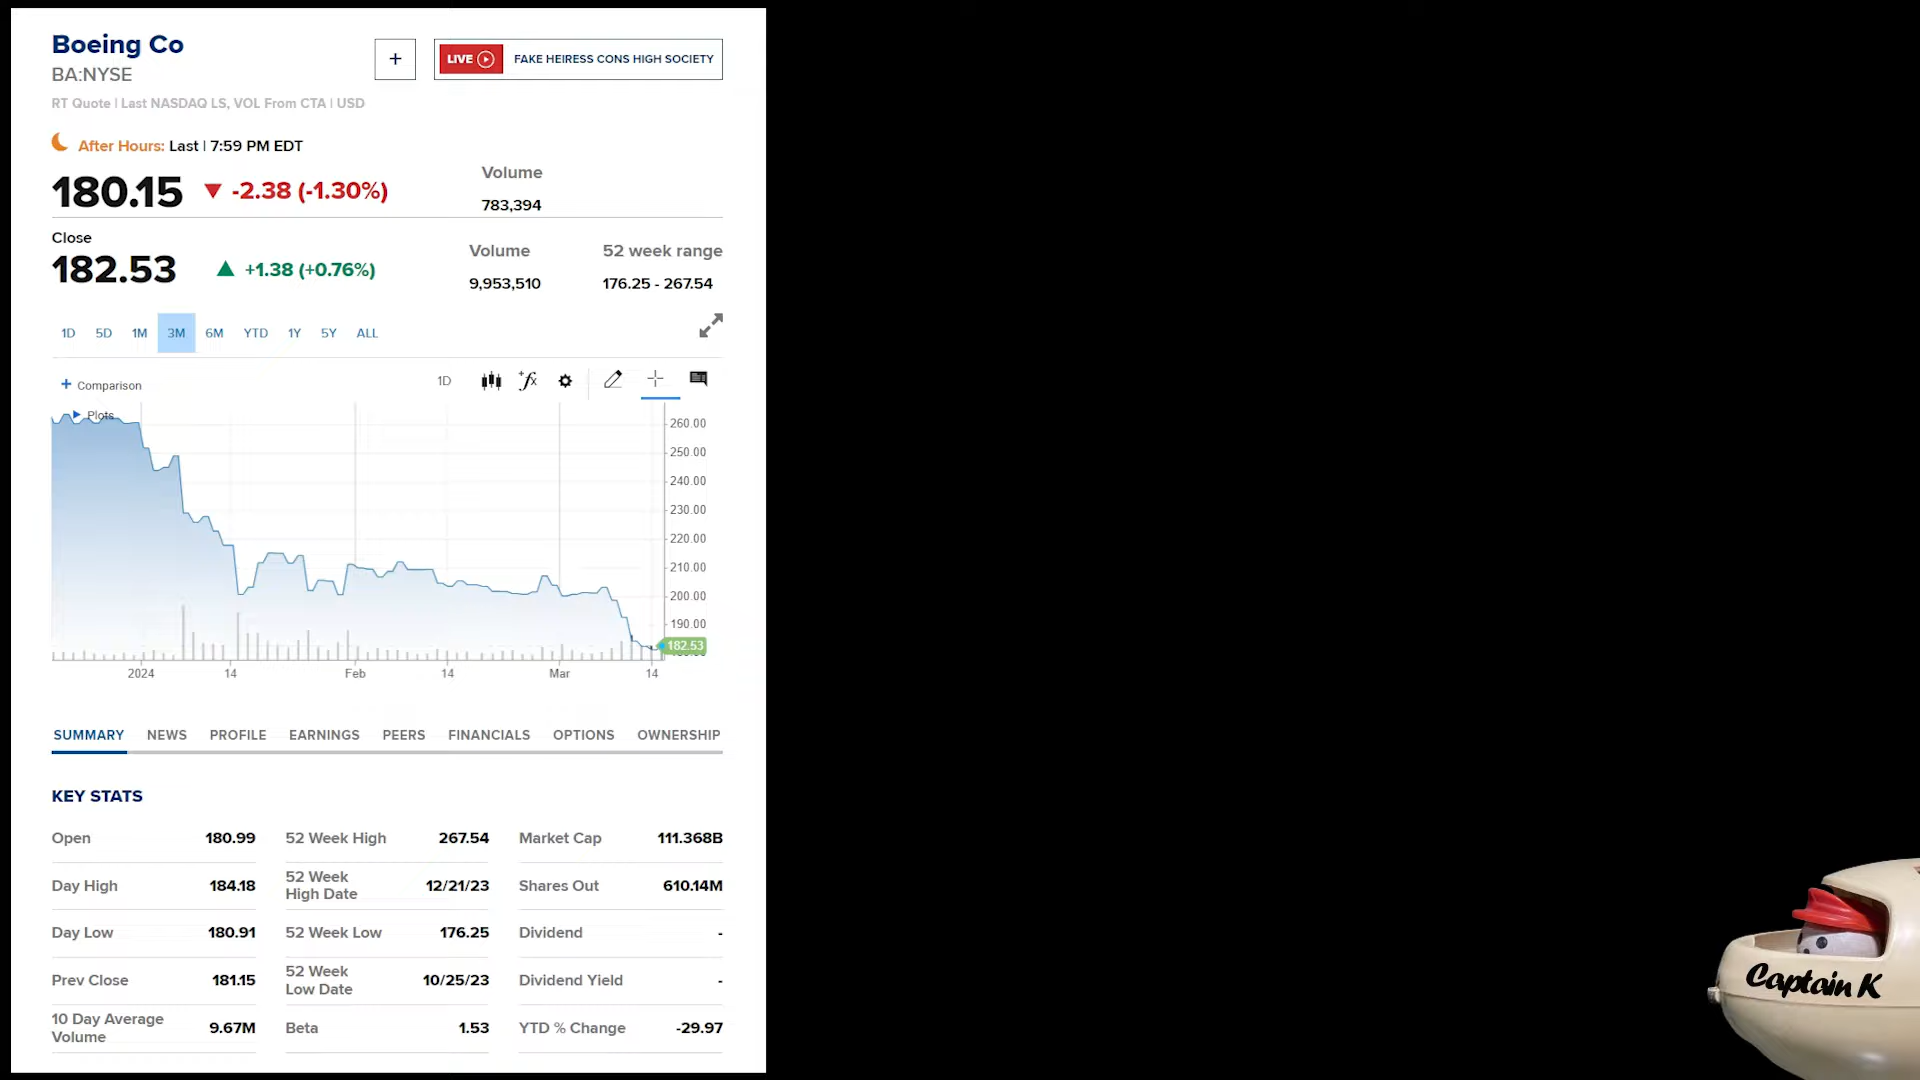 Boeing Co
BA:NYSE
RT Quote | Last NASDAQ LS, VOL From CTA | USD
+
LIVE FAKE HEIRESS CONS HIGH SOCIETY
After Hours: Last | 7:59 PM EDT
180.15 ▼ -2.38 (-1.30%)
Volume
783,394
Close
182.53 ▲ +1.38 (+0.76%)
Volume
9,953,510
52 week range
176.25 - 267.54
1D 5D 1M 3M 6M YTD 1Y 5Y ALL
+ Comparison
1D
+fx
Plots
260.00
250.00
240.00
230.00
220.00
210.00
200.00
190.00
182.53
2024 14 Feb 14 Mar 14
SUMMARY NEWS PROFILE EARNINGS PEERS FINANCIALS OPTIONS OWNERSHIP
KEY STATS
Open 180.99
Day High 184.18
Day Low 180.91
Prev Close 181.15
10 Day Average
Volume 9.67M
52 Week High 267.54
52 Week
High Date 12/21/23
52 Week Low 176.25
52 Week
Low Date 10/25/23
Beta 1.53
Market Cap 111.368B
Shares Out 610.14M
Dividend -
Dividend Yield -
YTD % Change -29.97
Captain K